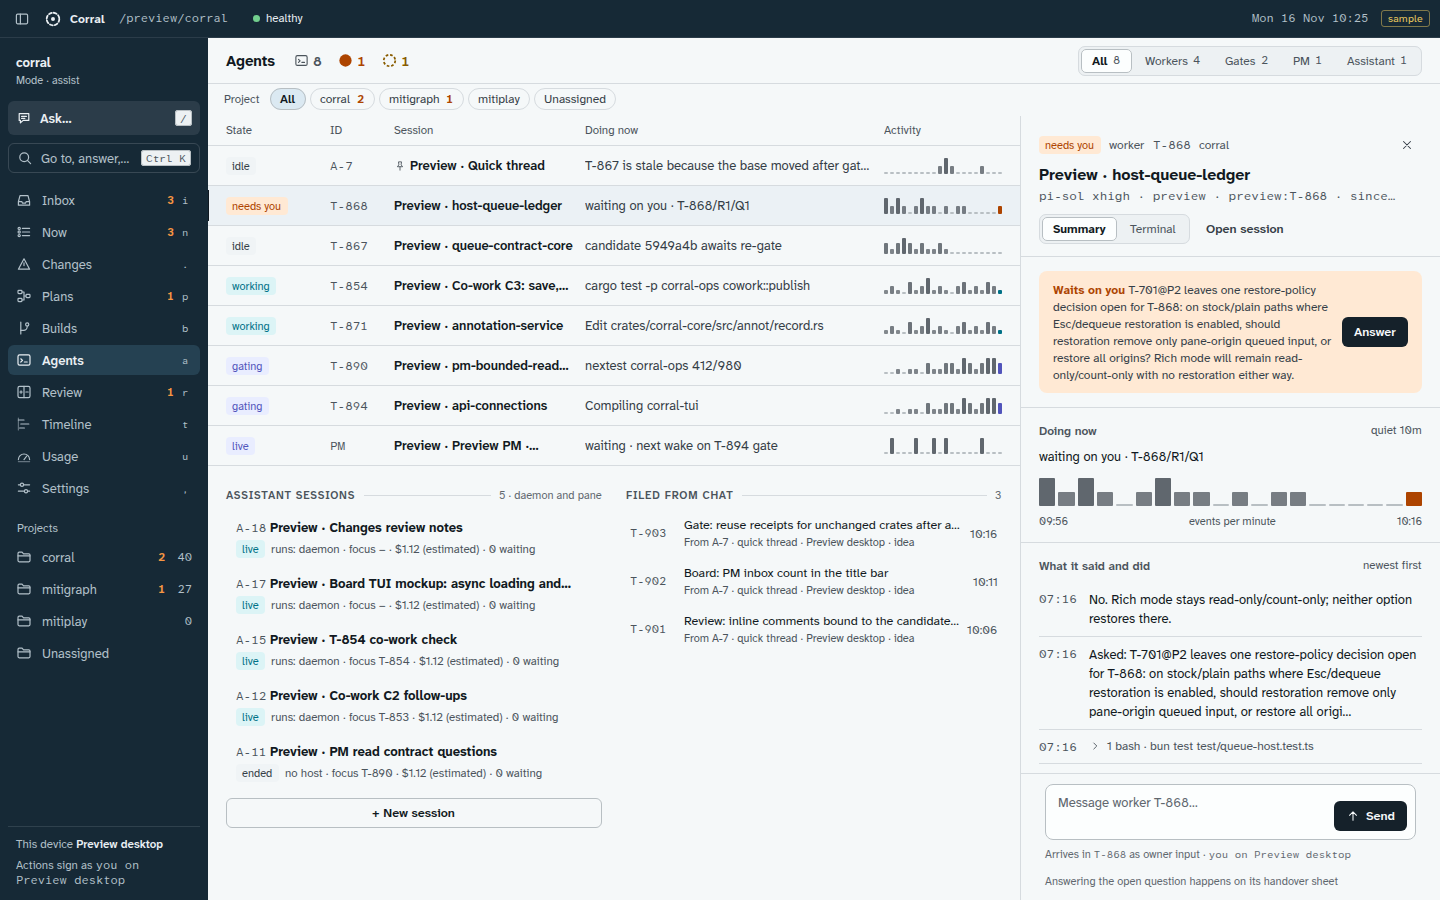 Corral /preview/corral healthy Mon 16 Nov 10:25 sample
corral
Mode · assist
Ask... /
Go to, answer,... Ctrl K
Inbox 3 i
Now 3 n
Changes .
Plans 1 p
Builds b
Agents a
Review 1 r
Timeline t
Usage u
Settings ,
Projects
corral 2 40
mitigraph 1 27
mitiplay 0
Unassigned
This device Preview desktop
Actions sign as you on
Preview desktop
Agents 8 1 1
All 8 Workers 4 Gates 2 PM 1 Assistant 1
Project All corral 2 mitigraph 1 mitiplay Unassigned
State ID Session Doing now Activity
idle A-7 Preview · Quick thread T-867 is stale because the base moved after gat...
needs you T-868 Preview · host-queue-ledger waiting on you · T-868/R1/Q1
idle T-867 Preview · queue-contract-core candidate 5949a4b awaits re-gate
working T-854 Preview · Co-work C3: save,... cargo test -p corral-ops cowork::publish
working T-871 Preview · annotation-service Edit crates/corral-core/src/annot/record.rs
gating T-890 Preview · pm-bounded-read... nextest corral-ops 412/980
gating T-894 Preview · api-connections Compiling corral-tui
live PM Preview · Preview PM ·... waiting · next wake on T-894 gate
ASSISTANT SESSIONS 5 · daemon and pane
A-18 Preview · Changes review notes
live runs: daemon · focus – · $1.12 (estimated) · 0 waiting
A-17 Preview · Board TUI mockup: async loading and...
live runs: daemon · focus – · $1.12 (estimated) · 0 waiting
A-15 Preview · T-854 co-work check
live runs: daemon · focus T-854 · $1.12 (estimated) · 0 waiting
A-12 Preview · Co-work C2 follow-ups
live runs: daemon · focus T-853 · $1.12 (estimated) · 0 waiting
A-11 Preview · PM read contract questions
ended no host · focus T-890 · $1.12 (estimated) · 0 waiting
+ New session
FILED FROM CHAT 3
T-903 Gate: reuse receipts for unchanged crates after a... 10:16
From A-7 · quick thread · Preview desktop · idea
T-902 Board: PM inbox count in the title bar 10:11
From A-7 · quick thread · Preview desktop · idea
T-901 Review: inline comments bound to the candidate... 10:06
From A-7 · quick thread · Preview desktop · idea
needs you worker T-868 corral
Preview · host-queue-ledger
pi-sol xhigh · preview · preview:T-868 · since…
Summary Terminal Open session
Waits on you T-701@P2 leaves one restore-policy
decision open for T-868: on stock/plain paths where
Esc/dequeue restoration is enabled, should
restoration remove only pane-origin queued input, or
restore all origins? Rich mode will remain read-
only/count-only with no restoration either way.
Answer
Doing now quiet 10m
waiting on you · T-868/R1/Q1
09:56 events per minute 10:16
What it said and did newest first
07:16 No. Rich mode stays read-only/count-only; neither option
restores there.
07:16 Asked: T-701@P2 leaves one restore-policy decision open
for T-868: on stock/plain paths where Esc/dequeue
restoration is enabled, should restoration remove only
pane-origin queued input, or restore all origi...
07:16 1 bash · bun test test/queue-host.test.ts
Message worker T-868...
Send
Arrives in T-868 as owner input · you on Preview desktop
Answering the open question happens on its handover sheet